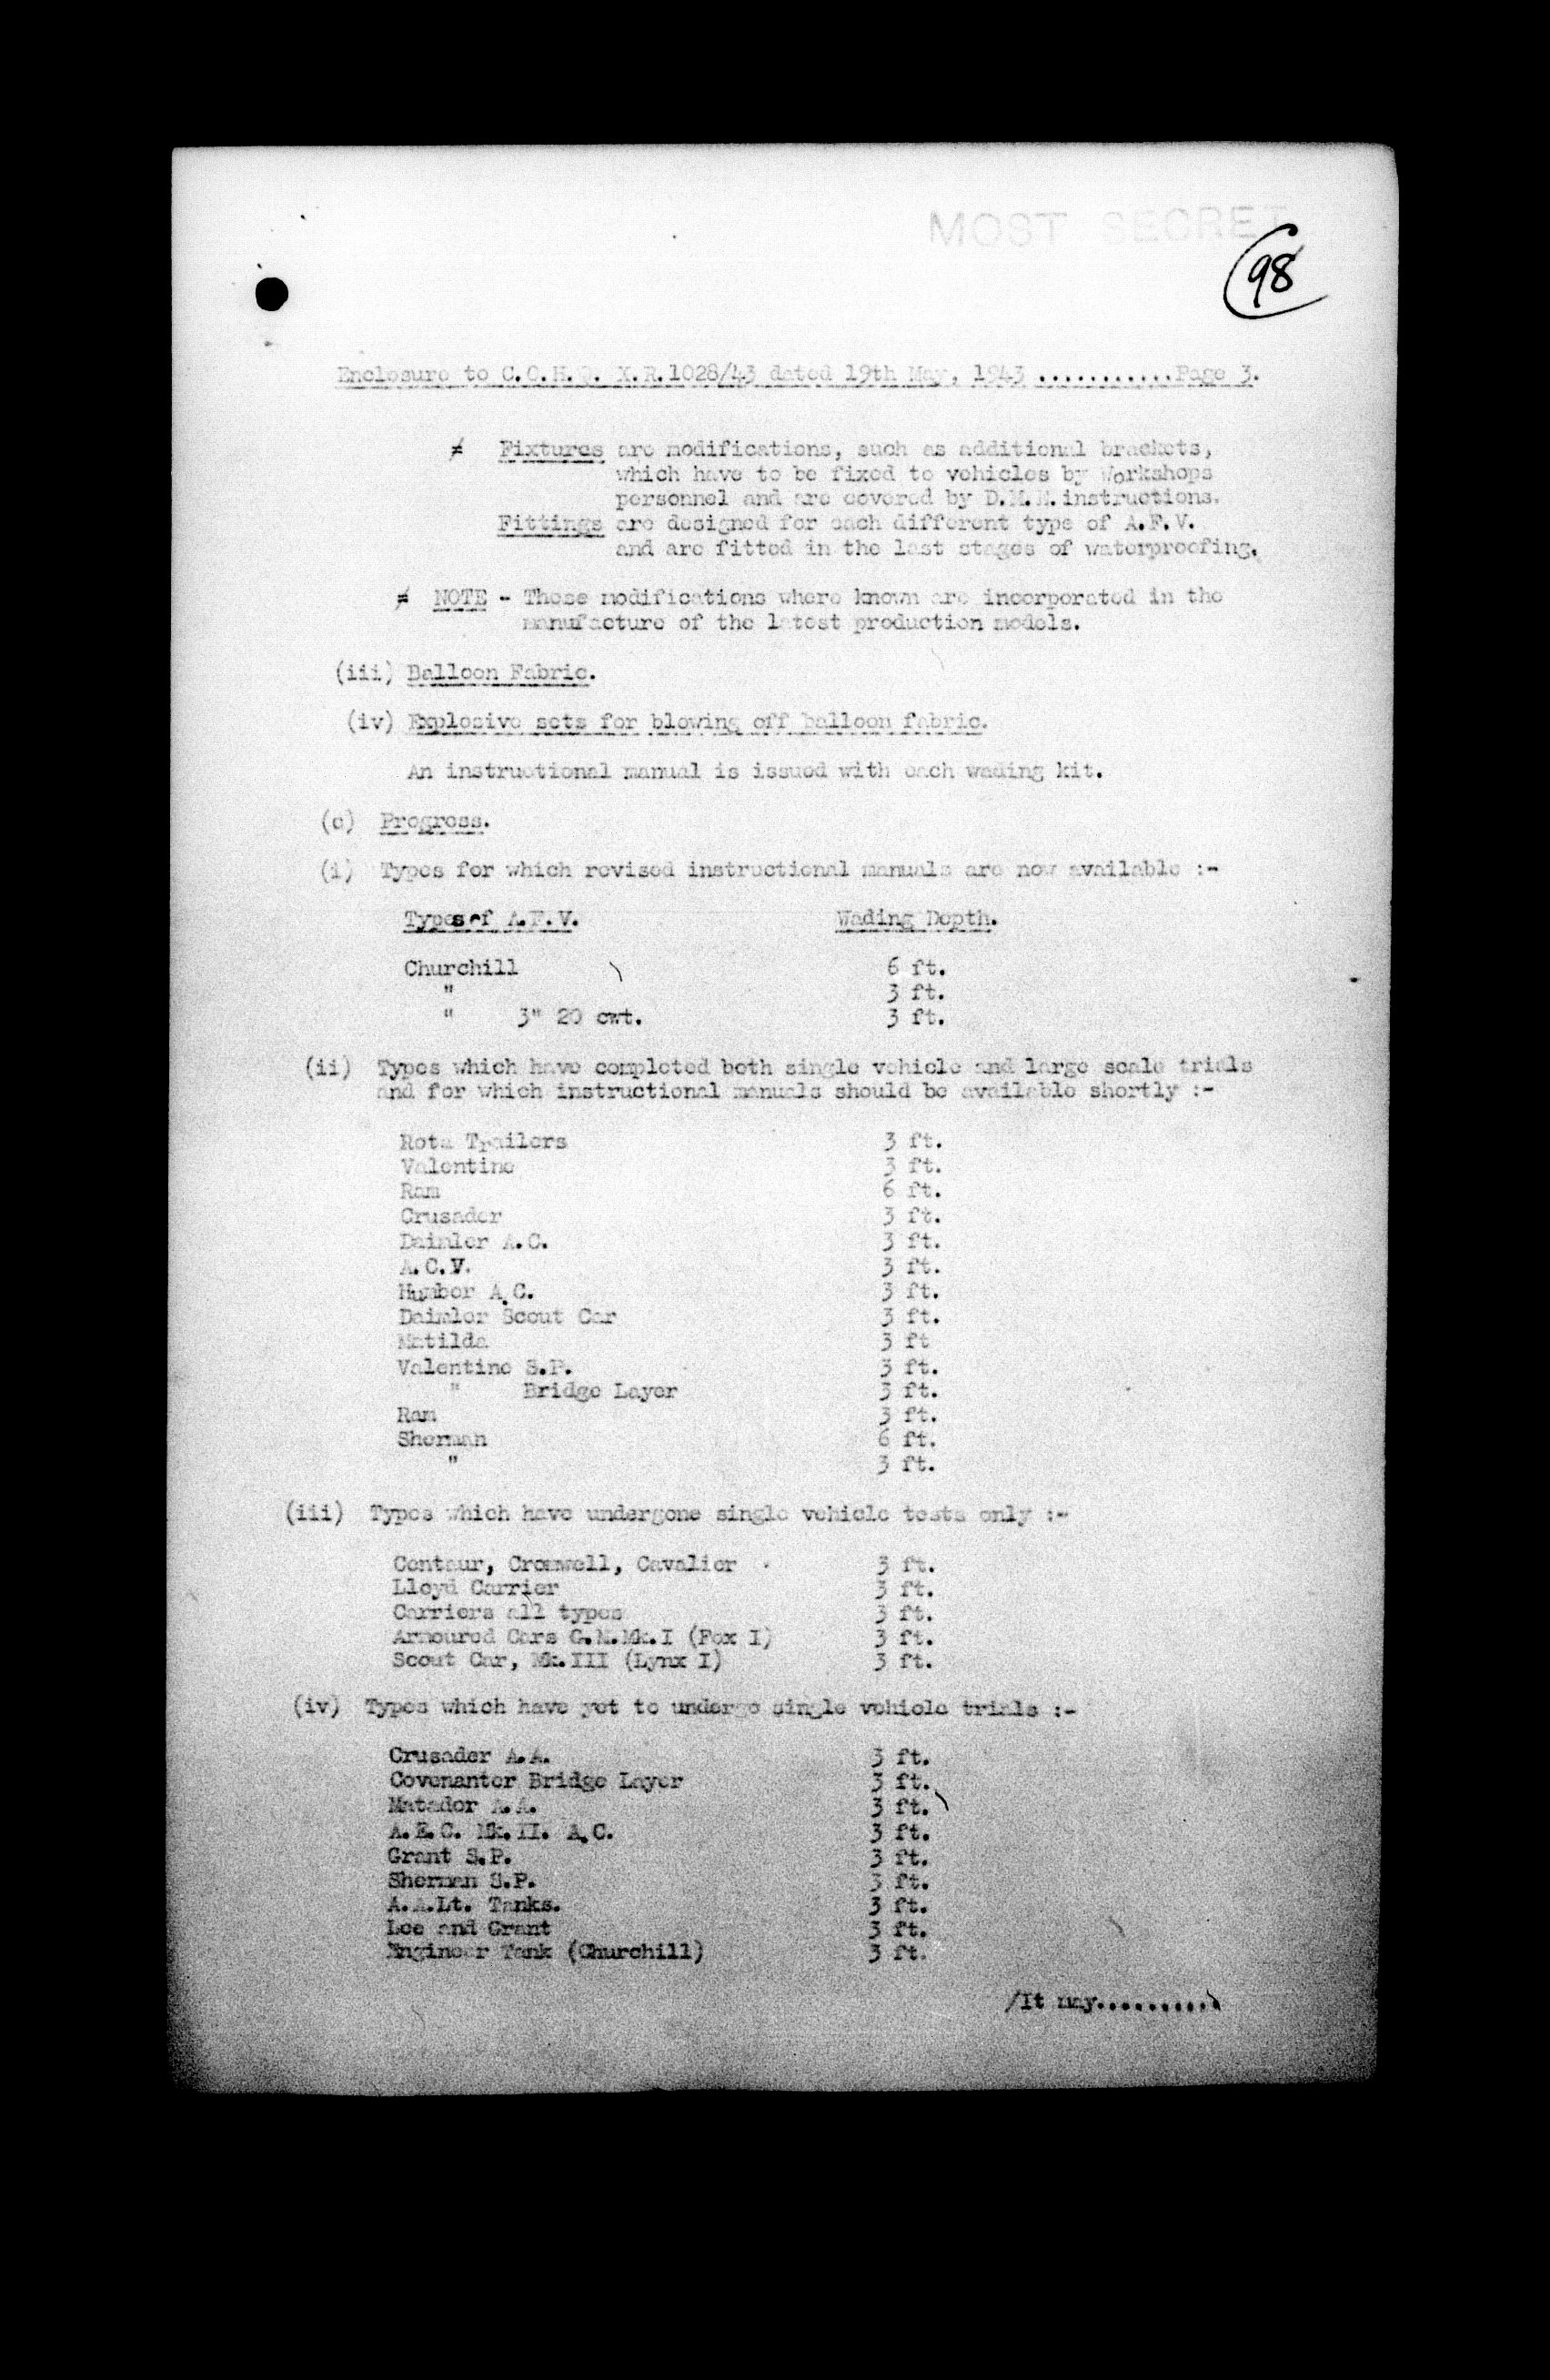 MOST SECRET
98
Enclosure to C.O.H.Q. X.R.1028/43 dated 19th May, 1943 ...........Page 3.
≠ Fixtures are modifications, such as additional brackets,
which have to be fixed to vehicles by Workshops
personnel and are covered by D.M.E. instructions.
Fittings are designed for each different type of A.F.V.
and are fitted in the last stages of waterproofing.
≠ NOTE - These modifications where known are incorporated in the
manufacture of the latest production models.
(iii) Balloon Fabric.
(iv) Explosive sets for blowing off balloon fabric.
An instructional manual is issued with each wading kit.
(c) Progress.
(i) Types for which revised instructional manuals are now available :-
Types of A.F.V. Wading Depth.
Churchill 6 ft.
" 3 ft.
" 3" 20 cwt. 3 ft.
(ii) Types which have completed both single vehicle and large scale trials
and for which instructional manuals should be available shortly :-
Rota Trailers 3 ft.
Valentine 3 ft.
Ram 6 ft.
Crusader 3 ft.
Daimler A.C. 3 ft.
A.C.V. 3 ft.
Humber A.C. 3 ft.
Daimler Scout Car 3 ft.
Matilda 3 ft
Valentine S.P. 3 ft.
" Bridge Layer 3 ft.
Ram 3 ft.
Sherman 6 ft.
" 3 ft.
(iii) Types which have undergone single vehicle tests only :-
Centaur, Cromwell, Cavalier 3 ft.
Lloyd Carrier 3 ft.
Carriers all types 3 ft.
Armoured Cars G.M.Mk.I (Fox I) 3 ft.
Scout Car, Mk.III (Lynx I) 3 ft.
(iv) Types which have yet to undergo single vehicle trials :-
Crusader A.A. 3 ft.
Covenanter Bridge Layer 3 ft.
Matador A.A. 3 ft.
A.E.C. Mk.II. A.C. 3 ft.
Grant S.P. 3 ft.
Sherman S.P. 3 ft.
A.A.Lt. Tanks. 3 ft.
Lee and Grant 3 ft.
Engineer Tank (Churchill) 3 ft.
/It may...........